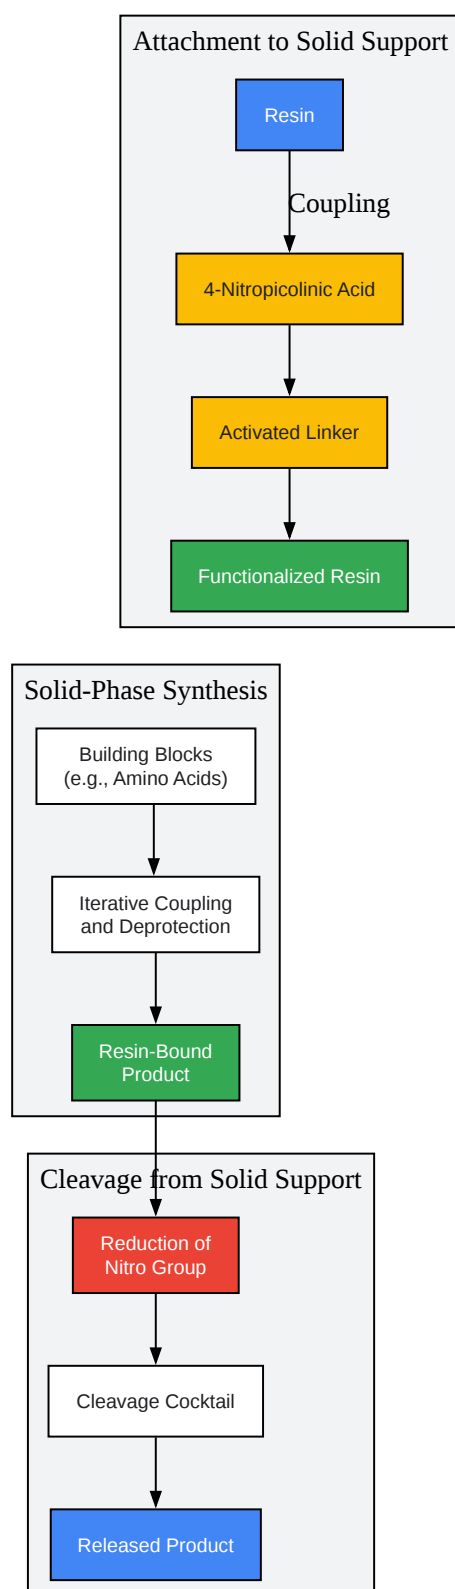 Attachment to Solid Support
Resin
Coupling
4-Nitropicolinic Acid
Activated Linker
Functionalized Resin
Solid-Phase Synthesis
Building Blocks
(e.g., Amino Acids)
Iterative Coupling
and Deprotection
Resin-Bound
Product
Cleavage from Solid Support
Reduction of
Nitro Group
Cleavage Cocktail
Released Product